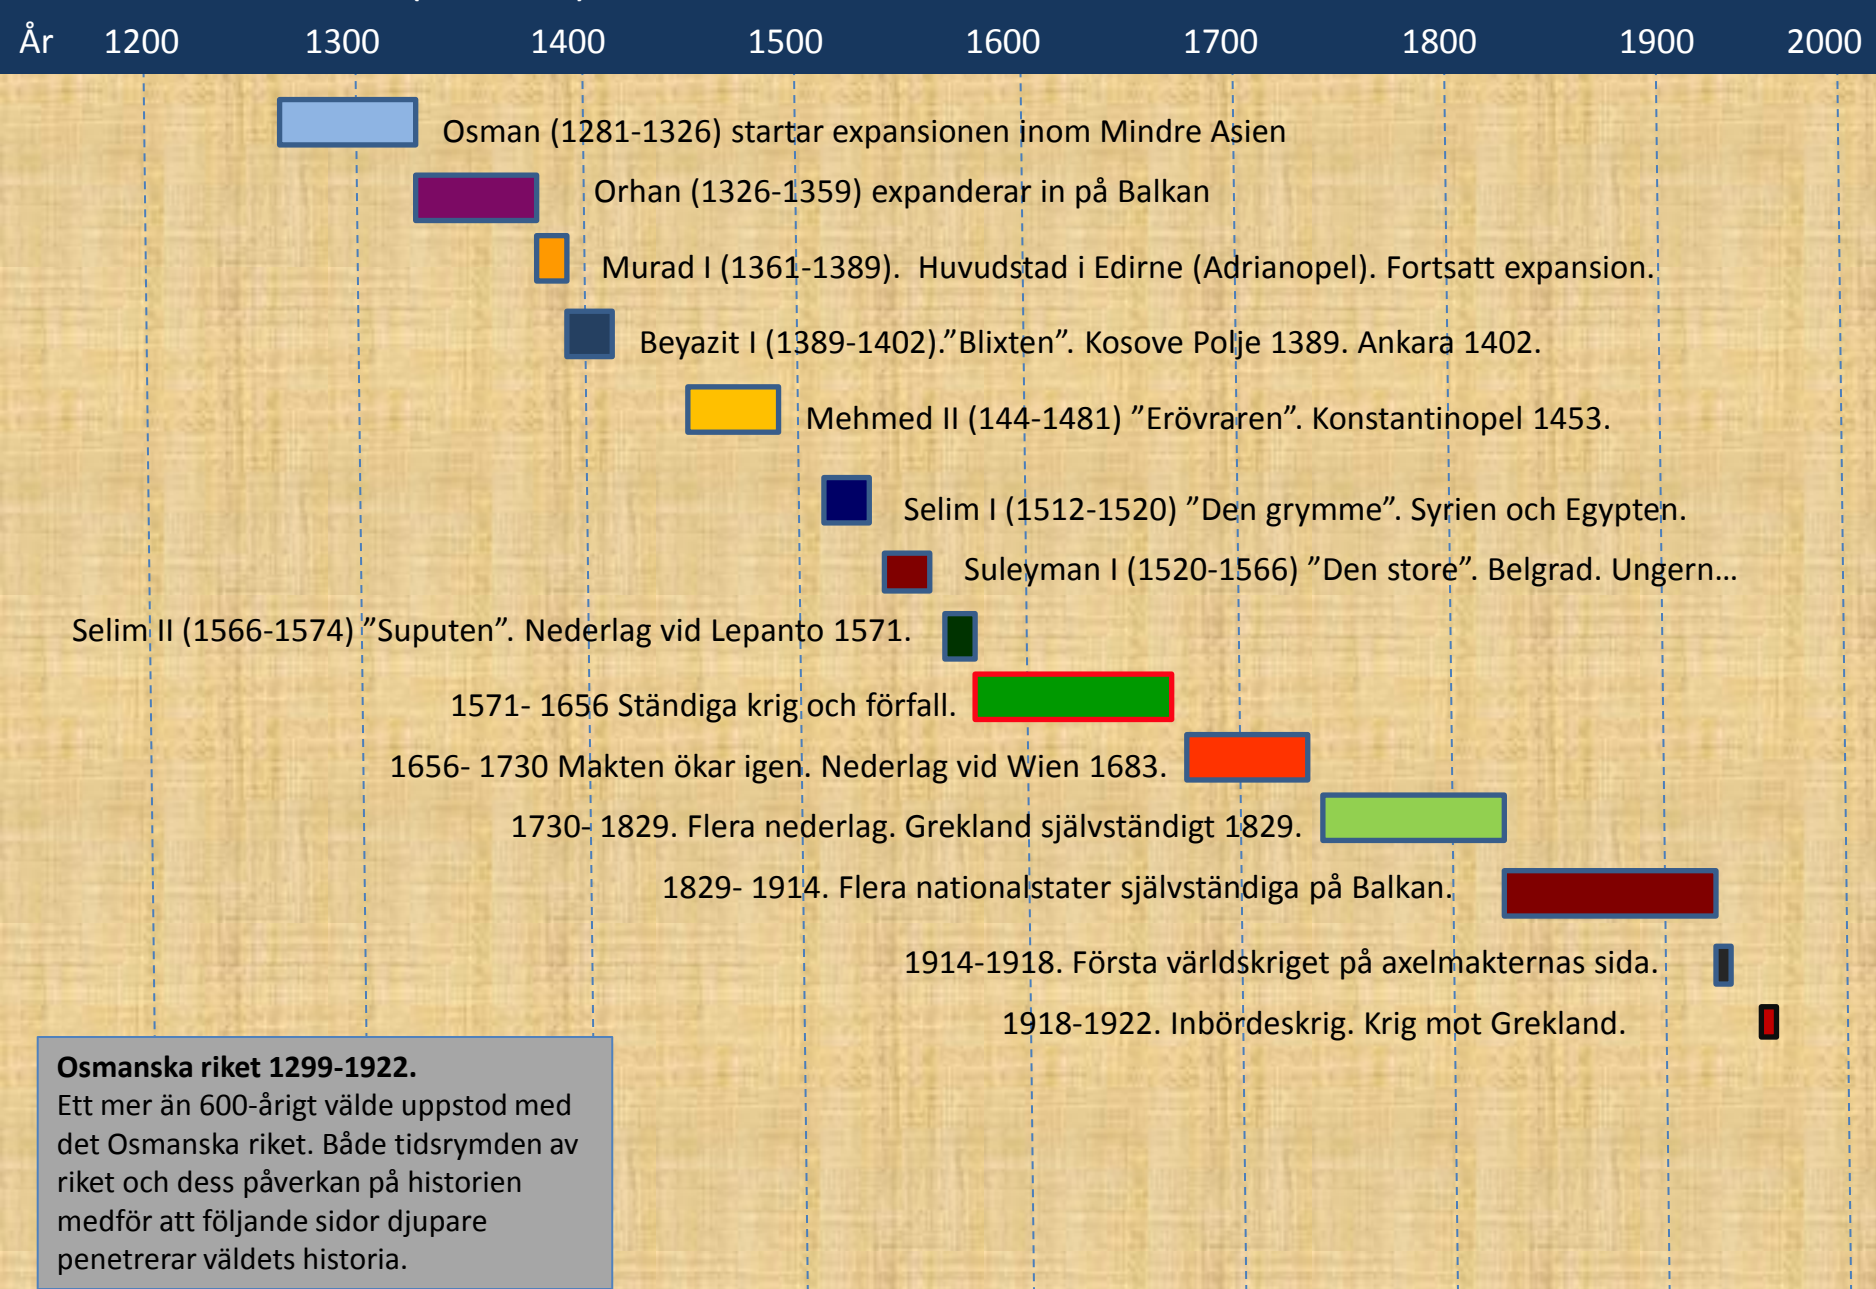 År 1200 1300 1400 1500 1600 1700 1800 1900 2000
Osman (1281-1326) startar expansionen inom Mindre Asien
Orhan (1326-1359) expanderar in på Balkan
Murad I (1361-1389).  Huvudstad i Edirne (Adrianopel). Fortsatt expansion.
Beyazit I (1389-1402).”Blixten”. Kosove Polje 1389. Ankara 1402.
Mehmed II (144-1481) ”Erövraren”. Konstantinopel 1453.
Selim I (1512-1520) ”Den grymme”. Syrien och Egypten.
Suleyman I (1520-1566) ”Den store”. Belgrad. Ungern…
Selim II (1566-1574) ”Suputen”. Nederlag vid Lepanto 1571.
1571- 1656 Ständiga krig och förfall.
1656- 1730 Makten ökar igen. Nederlag vid Wien 1683.
1730- 1829. Flera nederlag. Grekland självständigt 1829.
1829- 1914. Flera nationalstater självständiga på Balkan.
1914-1918. Första världskriget på axelmakternas sida.
1918-1922. Inbördeskrig. Krig mot Grekland.
Osmanska riket 1299-1922.
Ett mer än 600-årigt välde uppstod med
det Osmanska riket. Både tidsrymden av
riket och dess påverkan på historien
medför att följande sidor djupare
penetrerar väldets historia.